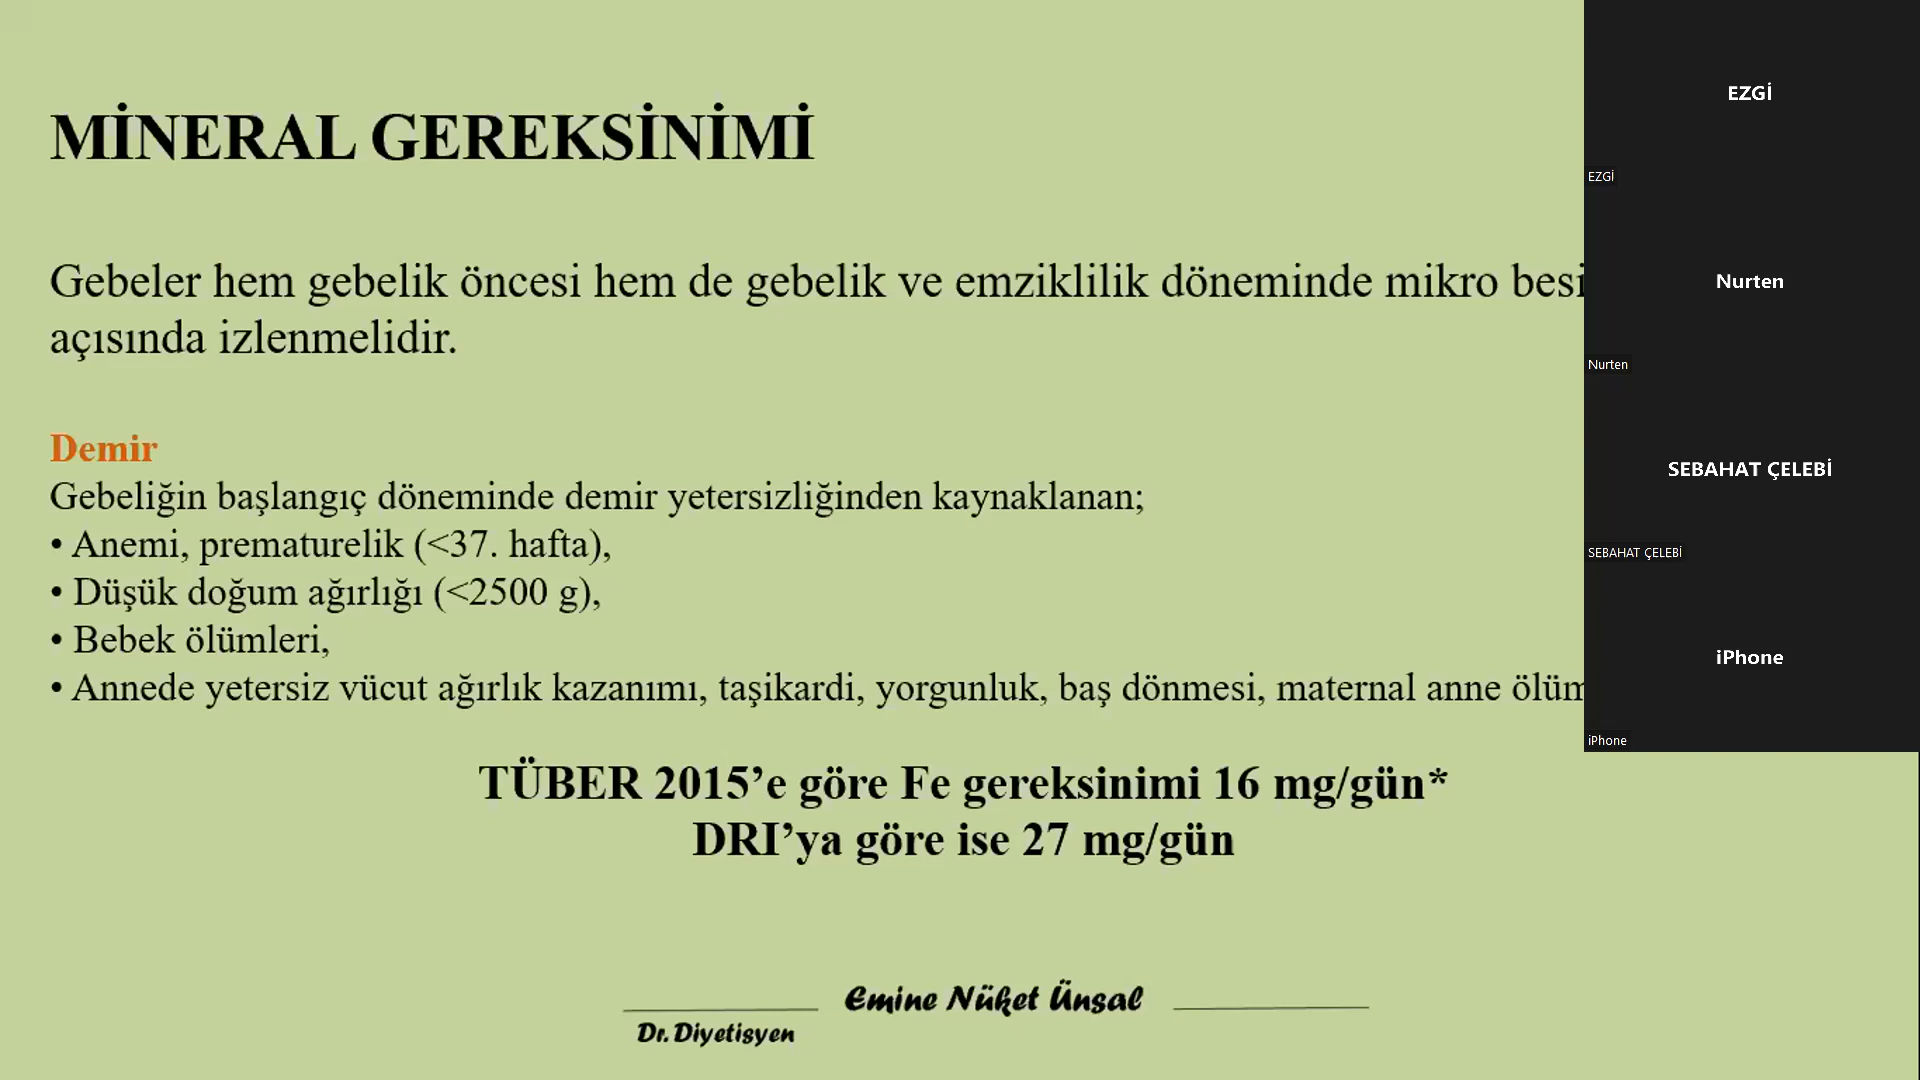 MİNERAL GEREKSİNİMİ
Gebeler hem gebelik öncesi hem de gebelik ve emziklilik döneminde mikro
açısında izlenmelidir.
Demir
Gebeliğin başlangıç döneminde demir yetersizliğinden kaynaklanan;
• Anemi, prematurelik (<37. hafta),
• Düşük doğum ağırlığı (<2500 g),
• Bebek ölümleri,
• Annede yetersiz vücut ağırlık kazanımı, taşikardi, yorgunluk, baş dönmesi, maternal anne
TÜBER 2015’e göre Fe gereksinimi 16 mg/gün*
DRI’ya göre ise 27 mg/gün
Emine Nüket Ünsal
Dr. Diyetisyen
EZGİ
EZGİ
Nurten
Nurten
SEBAHAT ÇELEBİ
SEBAHAT ÇELEBİ
iPhone
iPhone